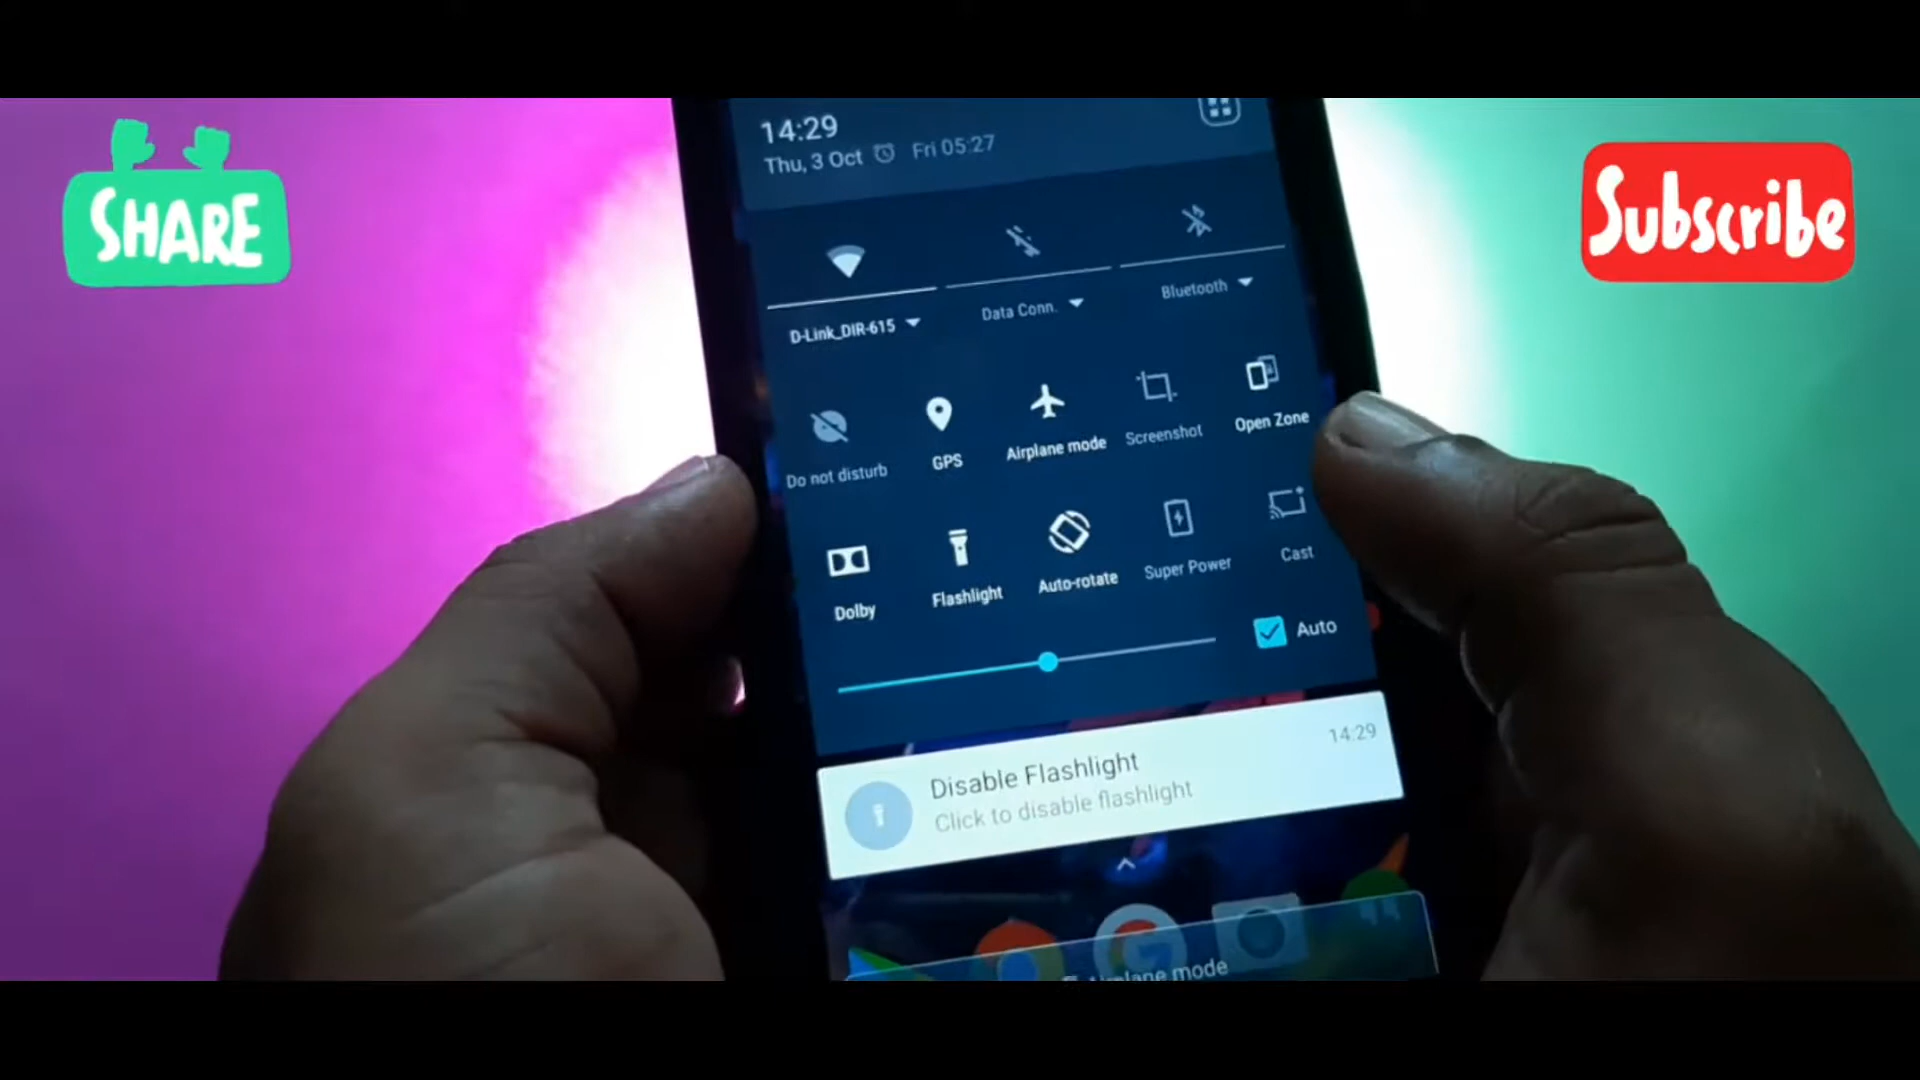 SHARE
Subscribe
14:29
Thu, 3 Oct Fri 05:27
D-Link_DIR-615
Data Conn.
Bluetooth
Do not disturb
GPS
Airplane mode
Screenshot
Open Zone
Dolby
Flashlight
Auto-rotate
Super Power
Cast
Auto
Disable Flashlight
14:29
Click to disable flashlight
Airplane mode